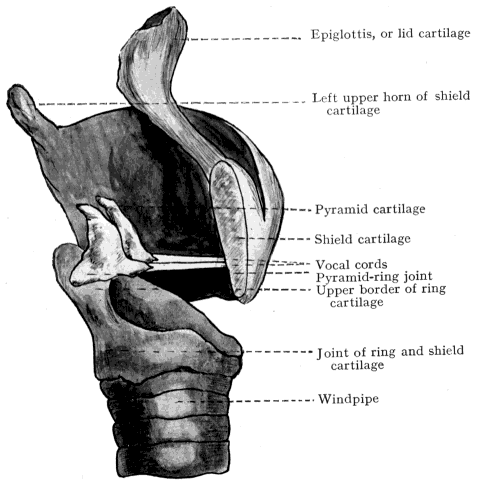 Epiglottis, or lid cartilage
Left upper horn of shield
cartilage
Pyramid cartilage
Shield cartilage
Vocal cords
Pyramid-ring joint
Upper border of ring
cartilage
Joint of ring and shield
cartilage
Windpipe